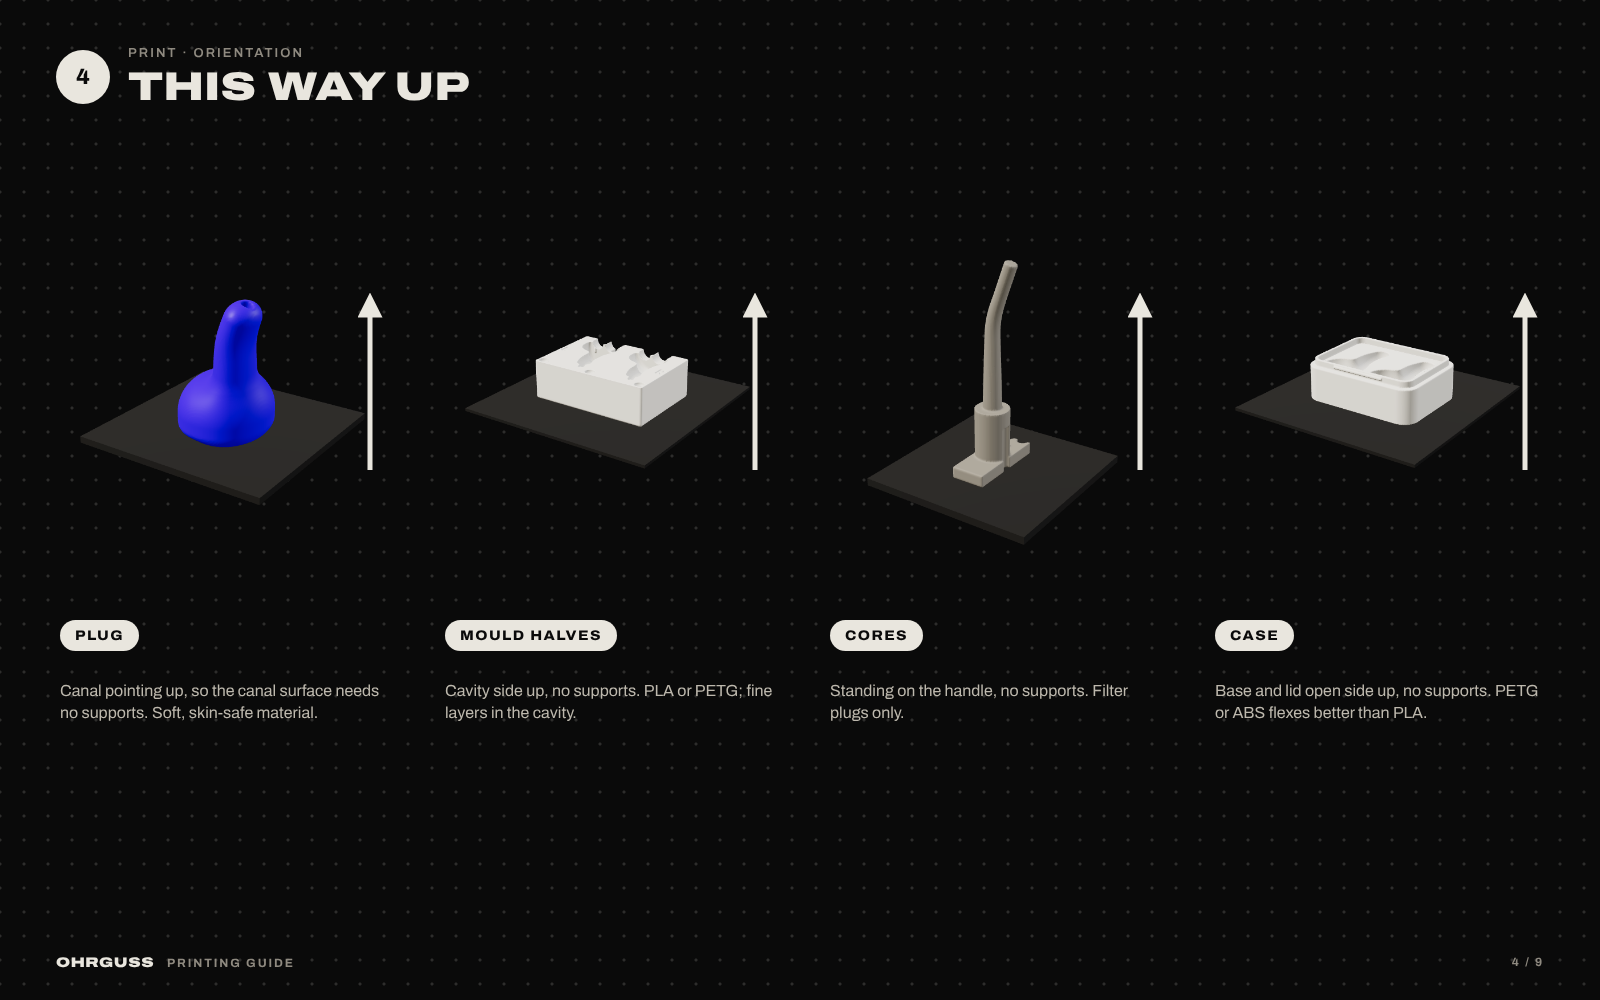 4
PRINT · ORIENTATION
THIS WAY UP
PLUG
Canal pointing up, so the canal surface needs
no supports. Soft, skin-safe material.
MOULD HALVES
Cavity side up, no supports. PLA or PETG; fine
layers in the cavity.
CORES
Standing on the handle, no supports. Filter
plugs only.
CASE
Base and lid open side up, no supports. PETG
or ABS flexes better than PLA.
OHRGUSS PRINTING GUIDE
4 / 9